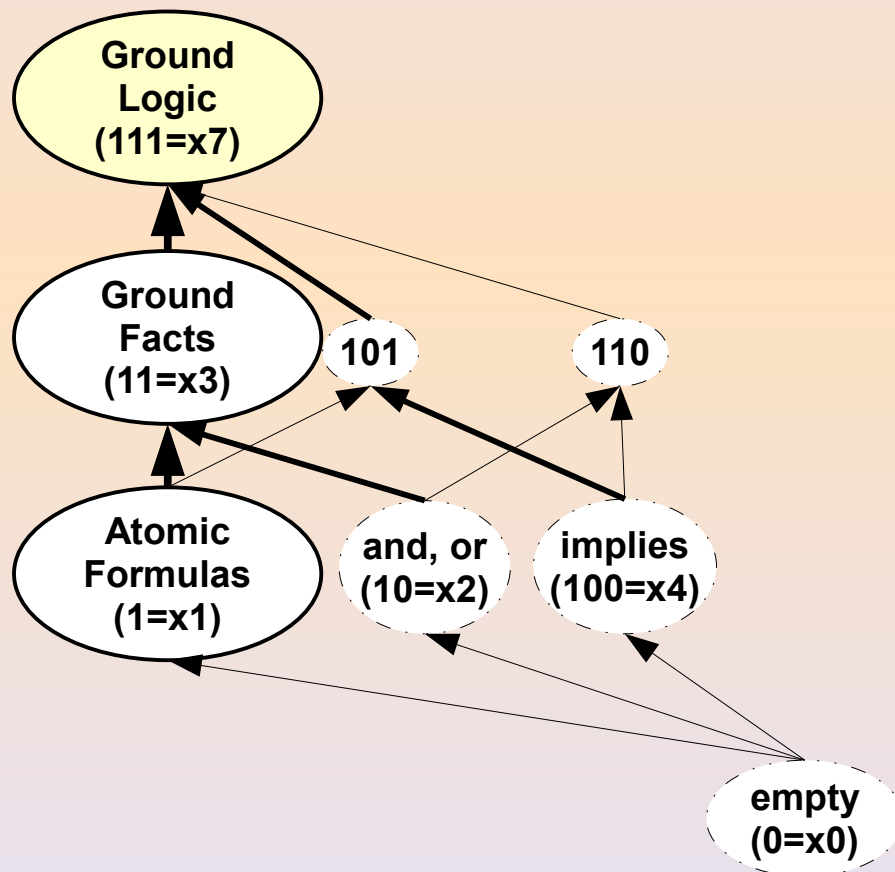 Ground
Logic
(111=x7)
Ground
Facts
(11=x3)
101
110
Atomic
Formulas
(1=x1)
and, or
(10=x2)
implies
(100=x4)
empty
(0=x0)